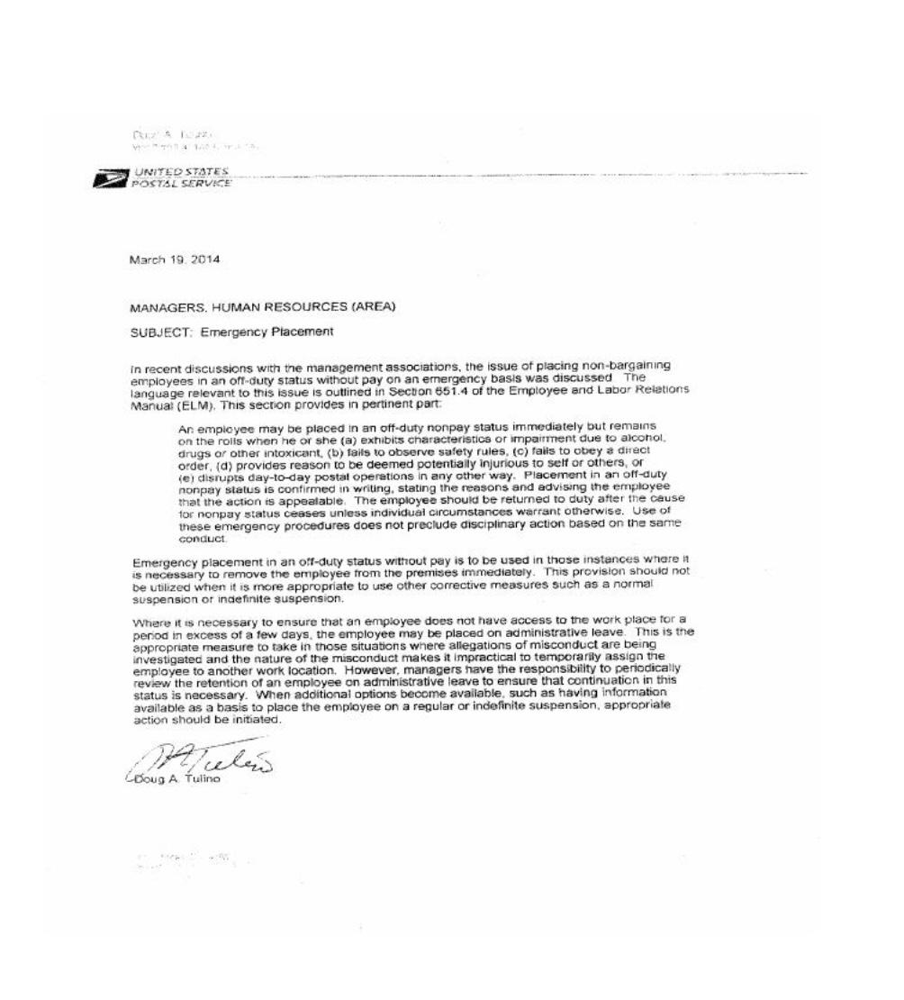 Doug A. Tulino
UNITED STATES
POSTAL SERVICE
March 19, 2014
MANAGERS, HUMAN RESOURCES (AREA)
SUBJECT: Emergency Placement
In recent discussions with the management associations, the issue of placing non-bargaining
employees in an off-duty status without pay on an emergency basis was discussed. The
language relevant to this issue is outlined in Section 651.4 of the Employee and Labor Relations
Manual (ELM). This section provides in pertinent part:
An employee may be placed in an off-duty nonpay status immediately but remains
on the rolls when he or she (a) exhibits characteristics of impairment due to alcohol,
drugs or other intoxicant, (b) fails to observe safety rules, (c) fails to obey a direct
order, (d) provides reason to be deemed potentially injurious to self or others, or
(e) disrupts day-to-day postal operations in any other way. Placement in an off-duty
nonpay status is confirmed in writing, stating the reasons and advising the employee
that the action is appealable. The employee should be returned to duty after the cause
for nonpay status ceases unless individual circumstances warrant otherwise. Use of
these emergency procedures does not preclude disciplinary action based on the same
conduct.
Emergency placement in an off-duty status without pay is to be used in those instances where it
is necessary to remove the employee from the premises immediately. This provision should not
be utilized when it is more appropriate to use other corrective measures such as a normal
suspension or indefinite suspension.
Where it is necessary to ensure that an employee does not have access to the work place for a
period in excess of a few days, the employee may be placed on administrative leave. This is the
appropriate measure to take in those situations where allegations of misconduct are being
investigated and the nature of the misconduct makes it impractical to temporarily assign the
employee to another work location. However, managers have the responsibility to periodically
review the retention of an employee on administrative leave to ensure that continuation in this
status is necessary. When additional options become available, such as having information
available as a basis to place the employee on a regular or indefinite suspension, appropriate
action should be initiated.
DATulino
Doug A. Tulino